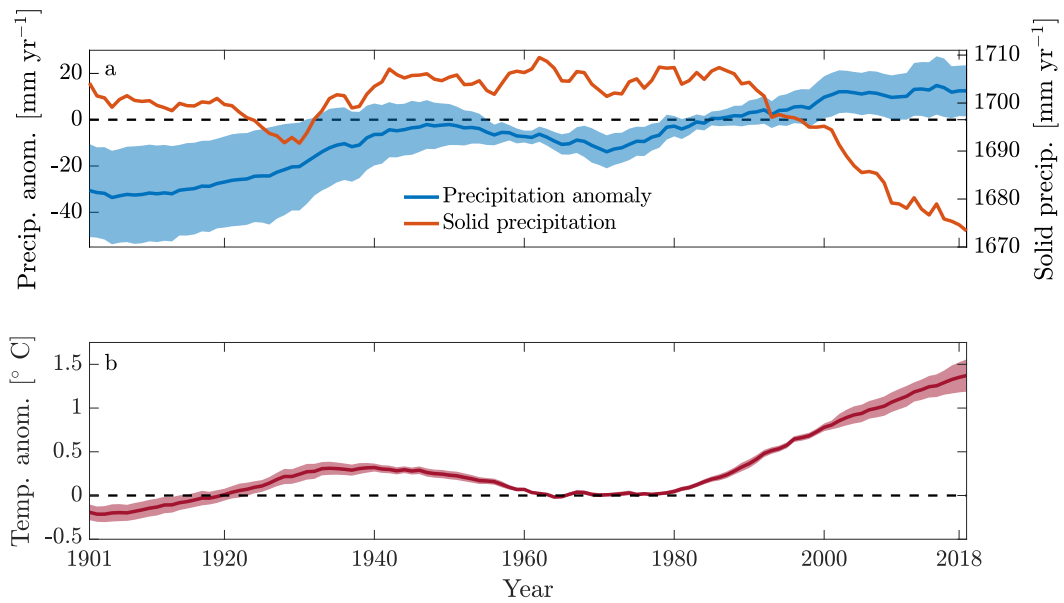 a
Precip. anom. [mm yr⁻¹]
20
0
-20
-40
Precipitation anomaly
Solid precipitation
1710
1700
1690
1680
1670
Solid precip. [mm yr⁻¹]
b
Temp. anom. [° C]
1.5
1
0.5
0
-0.5
1901 1920 1940 1960 1980 2000 2018
Year